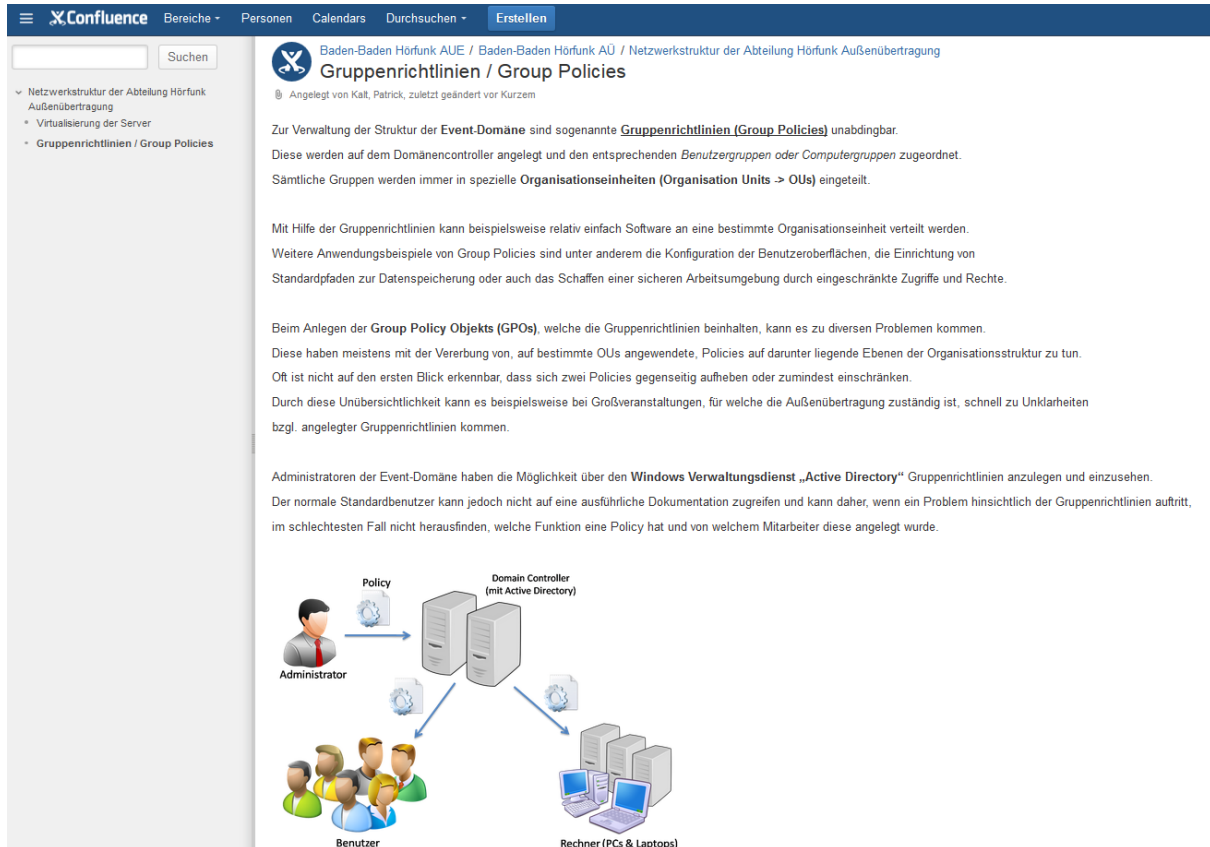 Confluence Bereiche Personen Calendars Durchsuchen Erstellen
Suchen
Netzwerkstruktur der Abteilung Hörfunk
Außenübertragung
Virtualisierung der Server
Gruppenrichtlinien / Group Policies
Baden-Baden Hörfunk AUE / Baden-Baden Hörfunk AÜ / Netzwerkstruktur der Abteilung Hörfunk Außenübertragung
Gruppenrichtlinien / Group Policies
Angelegt von Kalt, Patrick, zuletzt geändert vor Kurzem
Zur Verwaltung der Struktur der Event-Domäne sind sogenannte Gruppenrichtlinien (Group Policies) unabdingbar.
Diese werden auf dem Domänencontroller angelegt und den entsprechenden Benutzergruppen oder Computergruppen zugeordnet.
Sämtliche Gruppen werden immer in spezielle Organisationseinheiten (Organisation Units -> OUs) eingeteilt.
Mit Hilfe der Gruppenrichtlinien kann beispielsweise relativ einfach Software an eine bestimmte Organisationseinheit verteilt werden.
Weitere Anwendungsbeispiele von Group Policies sind unter anderem die Konfiguration der Benutzeroberflächen, die Einrichtung von
Standardpfaden zur Datenspeicherung oder auch das Schaffen einer sicheren Arbeitsumgebung durch eingeschränkte Zugriffe und Rechte.
Beim Anlegen der Group Policy Objekts (GPOs), welche die Gruppenrichtlinien beinhalten, kann es zu diversen Problemen kommen.
Diese haben meistens mit der Vererbung von, auf bestimmte OUs angewendete, Policies auf darunter liegende Ebenen der Organisationsstruktur zu tun.
Oft ist nicht auf den ersten Blick erkennbar, dass sich zwei Policies gegenseitig aufheben oder zumindest einschränken.
Durch diese Unübersichtlichkeit kann es beispielsweise bei Großveranstaltungen, für welche die Außenübertragung zuständig ist, schnell zu Unklarheiten
bzgl. angelegter Gruppenrichtlinien kommen.
Administratoren der Event-Domäne haben die Möglichkeit über den Windows Verwaltungsdienst „Active Directory“ Gruppenrichtlinien anzulegen und einzusehen.
Der normale Standardbenutzer kann jedoch nicht auf eine ausführliche Dokumentation zugreifen und kann daher, wenn ein Problem hinsichtlich der Gruppenrichtlinien auftritt,
im schlechtesten Fall nicht herausfinden, welche Funktion eine Policy hat und von welchem Mitarbeiter diese angelegt wurde.
Policy
Domain Controller
(mit Active Directory)
Administrator
Benutzer
Rechner (PCs & Laptops)